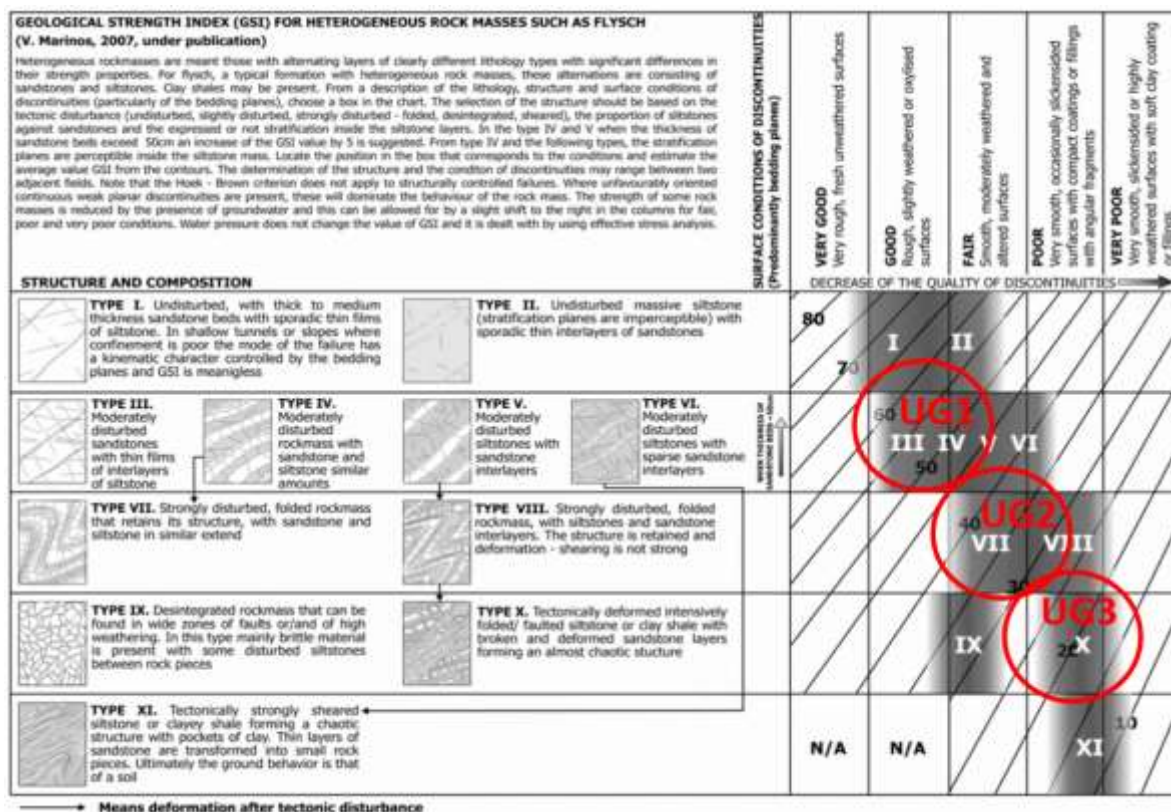 GEOLOGICAL STRENGTH INDEX (GSI) FOR HETEROGENEOUS ROCK MASSES SUCH AS FLYSCH
(V. Marinos, 2007, under publication)
Heterogeneous rockmasses are meant those with alternating layers of clearly different lithology types with significant differences in
their strength properties. For flysch, a typical formation with heterogeneous rock masses, these alternations are consisting of
sandstones and siltstones. Clay shales may be present. From a description of the lithology, structure and surface conditions of
discontinuities (particularly of the bedding planes), choose a box in the chart. The selection of the structure should be based on the
tectonic disturbance (undisturbed, slightly disturbed, strongly disturbed - folded, desintegrated, sheared), the proportion of siltstones
against sandstones and the expressed or not stratification inside the siltstone layers. In the type IV and V when the thickness of
sandstone beds exceed 50cm an increase of the GSI value by 5 is suggested. From type IV and the following types, the stratification
planes are perceptible inside the siltstone mass. Locate the position in the box that corresponds to the conditions and estimate the
average value GSI from the contours. The determination of the structure and the conditon of discontinuities may range between two
adjacent fields. Note that the Hoek - Brown criterion does not apply to structurally controlled failures. Where unfavourably oriented
continuous weak planar discontinuities are present, these will dominate the behaviour of the rock mass. The strength of some rock
masses is reduced by the presence of groundwater and this can be allowed for by a slight shift to the right in the columns for fair,
poor and very poor conditions. Water pressure does not change the value of GSI and it is dealt with by using effective stress analysis.
STRUCTURE AND COMPOSITION
SURFACE CONDITIONS OF DISCONTINUITIES
(Predominantly bedding planes)
VERY GOOD
Very rough, fresh unweathered surfaces
GOOD
Rough, slightly weathered or oxylised
surfaces
FAIR
Smooth, moderately weathered and
altered surfaces
POOR
Very smooth, occasionally slickensided
surfaces with compact coatings or fillings
with angular fragments
VERY POOR
Very smooth, slickensided or highly
weathered surfaces with soft clay coating
or fillings
DECREASE OF THE QUALITY OF DISCONTINUITIES
TYPE I. Undisturbed, with thick to medium
thickness sandstone beds with sporadic thin films
of siltstone. In shallow tunnels or slopes where
confinement is poor the mode of the failure has
a kinematic character controlled by the bedding
planes and GSI is meanigless
TYPE II. Undisturbed massive siltstone
(stratification planes are imperceptible) with
sporadic thin interlayers of sandstones
80
I
II
70
TYPE III.
Moderately
disturbed
sandstones
with thin films
of interlayers
of siltstone
TYPE IV.
Moderately
disturbed
rockmass with
sandstone and
siltstone similar
amounts
TYPE V.
Moderately
disturbed
siltstones with
sandstone
interlayers
TYPE VI.
Moderately
disturbed
siltstones with
sparse sandstone
interlayers
60
UG1
III IV V VI
50
TYPE VII. Strongly disturbed, folded rockmass
that retains its structure, with sandstone and
siltstone in similar extend
TYPE VIII. Strongly disturbed, folded
rockmass, with siltstones and sandstone
interlayers. The structure is retained and
deformation - shearing is not strong
40
UG2
VII VIII
30
TYPE IX. Desintegrated rockmass that can be
found in wide zones of faults or/and of high
weathering. In this type mainly brittle material
is present with some disturbed siltstones
between rock pieces
TYPE X. Tectonically deformed intensively
folded/ faulted siltstone or clay shale with
broken and deformed sandstone layers
forming an almost chaotic stucture
UG3
IX
20
X
TYPE XI. Tectonically strongly sheared
siltstone or clayey shale forming a chaotic
structure with pockets of clay. Thin layers
of sandstone are transformed into small rock
pieces. Ultimately the ground behavior is that
of a soil
N/A
N/A
10
XI
Means deformation after tectonic disturbance